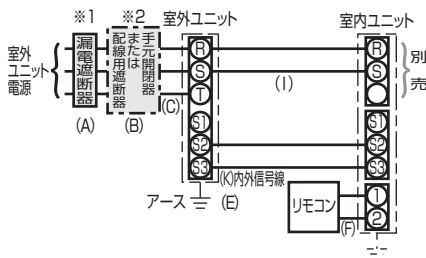 ※1
※2
室外ユニット
室内ユニット
室外
ユニット
電源
漏電遮断器
手元開閉器
または
配線用遮断器
(A)
(B)
(C)
R
S
T
S1
S2
S3
(I)
R
S
S1
S2
S3
別売
(K)内外信号線
アース
(E)
リモコン
(F)
1
2